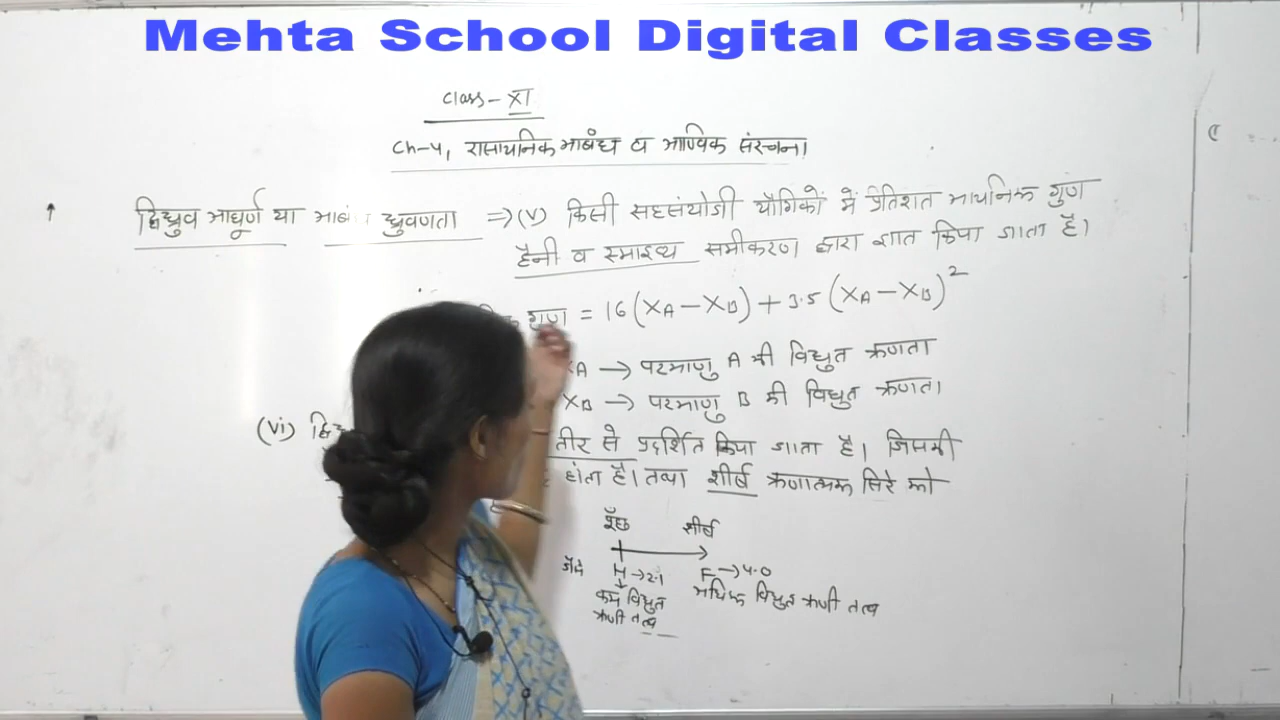 Mehta School Digital Classes
Class - XI
Ch-4, रासायनिक आबंध व आण्विक संरचना
द्विध्रुव आघूर्ण या आबं ध्रुवणता ⇒ (v) किसी सहसंयोजी यौगिकों में प्रतिशत आयनिक गुण
हैनी व स्माइथ समीकरण द्वारा ज्ञात किया जाता है।
गुण = 16(XA - XB) + 3.5(XA - XB)²
XA → परमाणु A की विधुत ऋणता
XB → परमाणु B की विधुत ऋणता
(vi) तीर से प्रदर्शित किया जाता है। जिसकी
होता है। तथा शीर्ष ऋणात्मक सिरे को
पूँछ शीर्ष
जैसे H → 2.1 F → 4.0
कम विधुत अधिक विधुत ऋणी तत्व
ऋणी तत्व